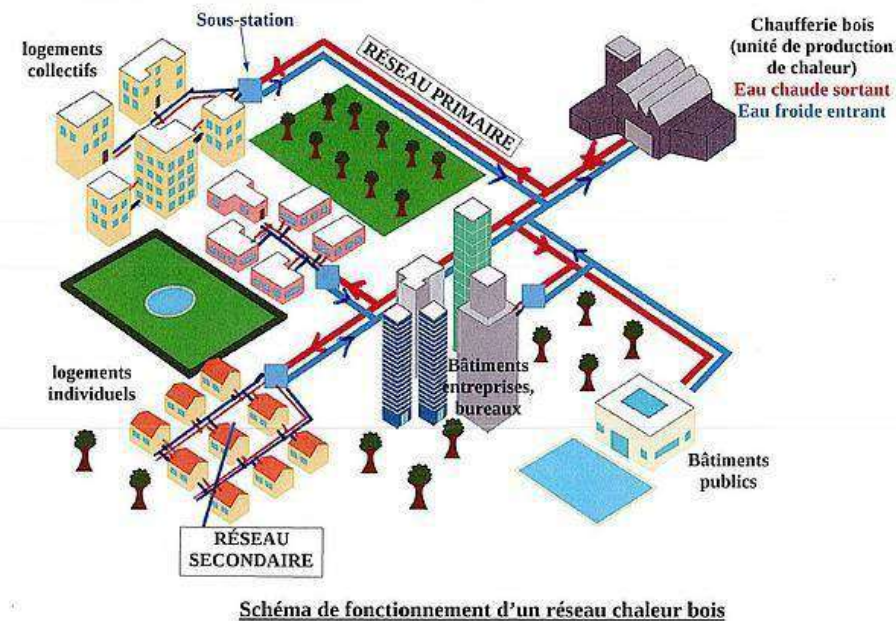 Sous-station
logements
collectifs
RÉSEAU PRIMAIRE
Chaufferie bois
(unité de production
de chaleur)
Eau chaude sortant
Eau froide entrant
logements
individuels
Bâtiments
entreprises,
bureaux
Bâtiments
publics
RÉSEAU
SECONDAIRE
Schéma de fonctionnement d'un réseau chaleur bois